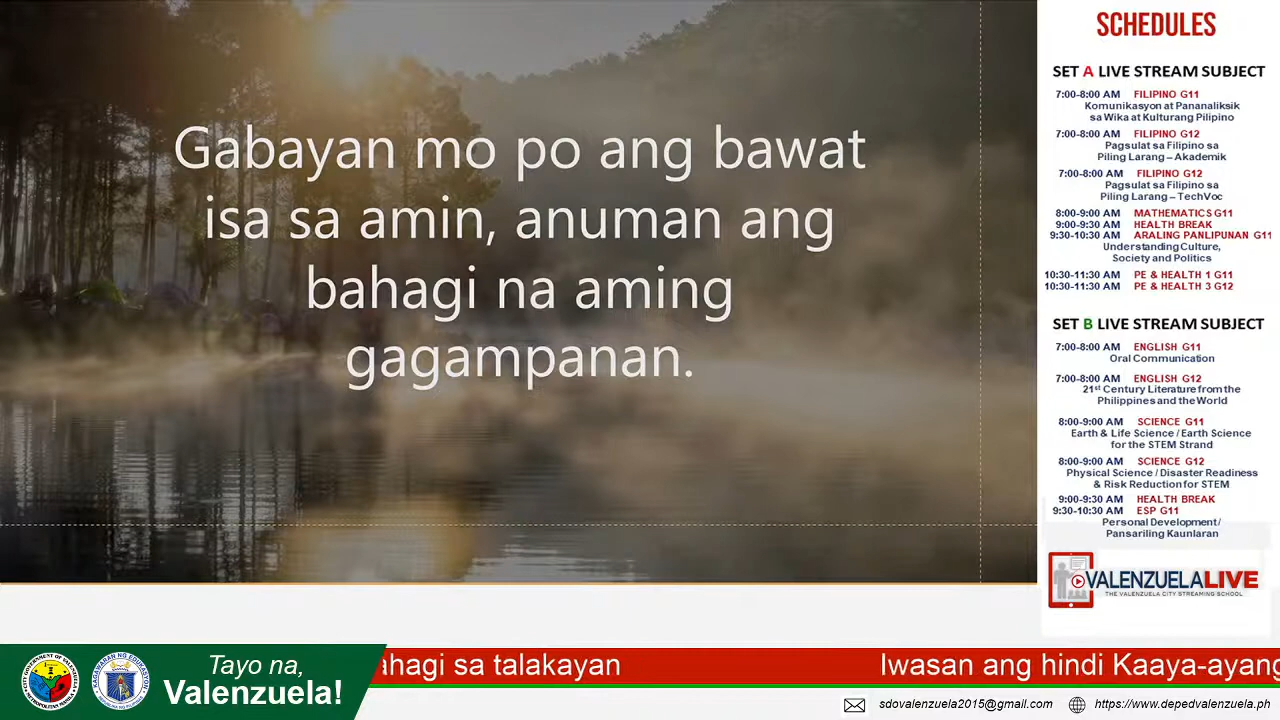 Gabayan mo po ang bawat
isa sa amin, anuman ang
bahagi na aming
gagampanan.
SCHEDULES
SET A LIVE STREAM SUBJECT
7:00-8:00 AM FILIPINO G11
Komunikasyon at Pananaliksik
sa Wika at Kulturang Pilipino
7:00-8:00 AM FILIPINO G12
Pagsulat sa Filipino sa
Piling Larang – Akademik
7:00-8:00 AM FILIPINO G12
Pagsulat sa Filipino sa
Piling Larang – TechVoc
8:00-9:00 AM MATHEMATICS G11
9:00-9:30 AM HEALTH BREAK
9:30-10:30 AM ARALING PANLIPUNAN G11
Understanding Culture,
Society and Politics
10:30-11:30 AM PE & HEALTH 1 G11
10:30-11:30 AM PE & HEALTH 3 G12
SET B LIVE STREAM SUBJECT
7:00-8:00 AM ENGLISH G11
Oral Communication
7:00-8:00 AM ENGLISH G12
21st Century Literature from the
Philippines and the World
8:00-9:00 AM SCIENCE G11
Earth & Life Science / Earth Science
for the STEM Strand
8:00-9:00 AM SCIENCE G12
Physical Science / Disaster Readiness
& Risk Reduction for STEM
9:00-9:30 AM HEALTH BREAK
9:30-10:30 AM ESP G11
Personal Development /
Pansariling Kaunlaran
VALENZUELALIVE
THE VALENZUELA CITY STREAMING SCHOOL
Tayo na,
Valenzuela!
ahagi sa talakayan Iwasan ang hindi Kaaya-ayang
sdovalenzuela2015@gmail.com https://www.depedvalenzuela.ph